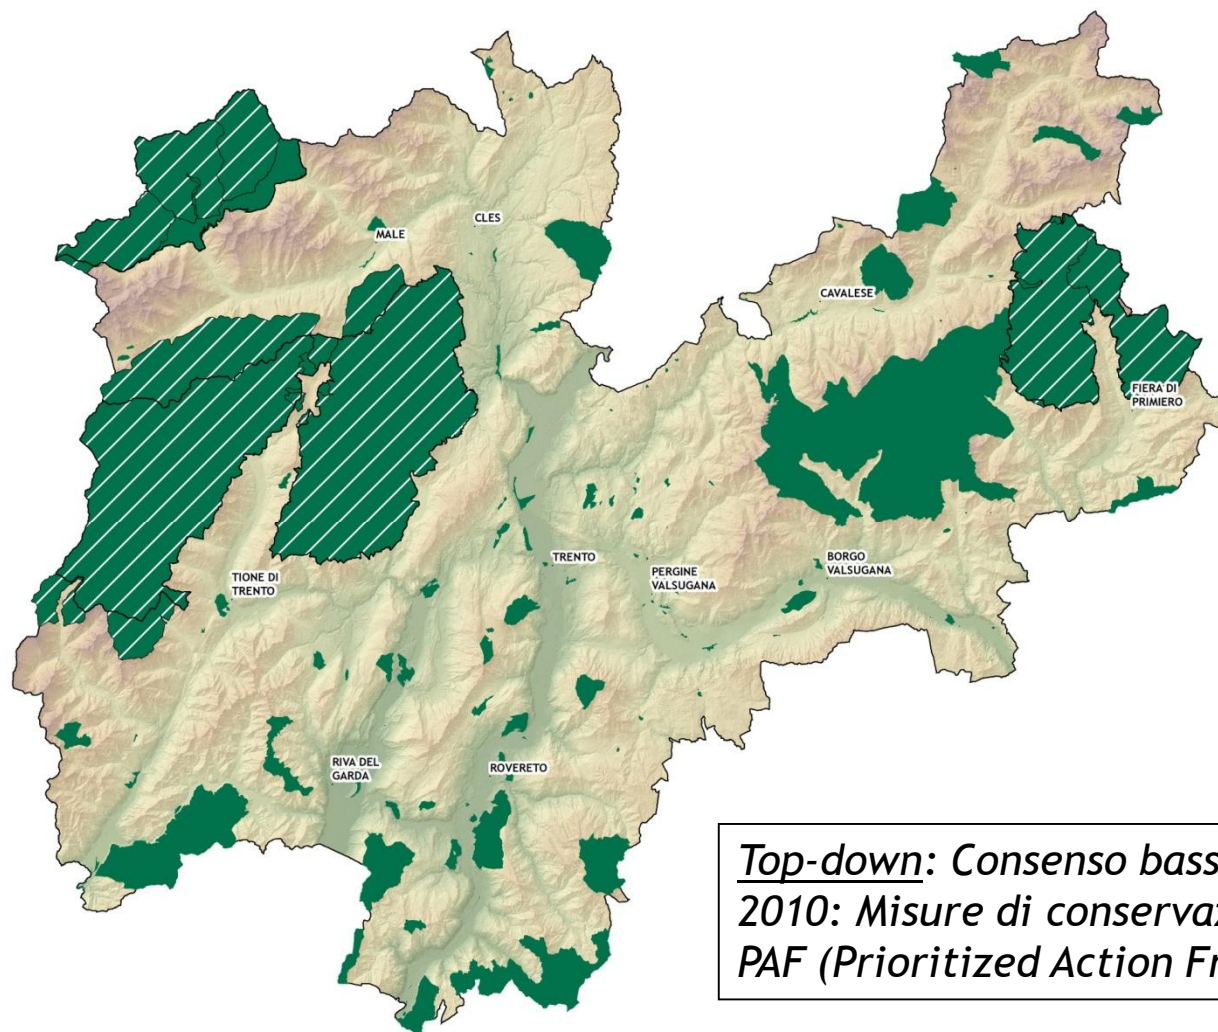 CLES
MALE
CAVALESE
FIERA DI
PRIMIERO
TRENTO
BORGO
VALSUGANA
PERGINE
VALSUGANA
TIONE DI
TRENTO
RIVA DEL
GARDA
ROVERETO
Top-down: Consenso bass
2010: Misure di conserva
PAF (Prioritized Action Fr